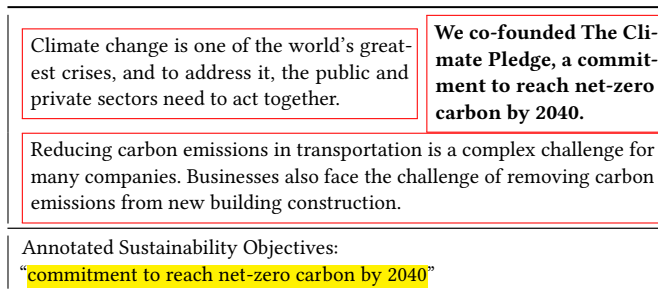 Climate change is one of the world's great-
est crises, and to address it, the public and
private sectors need to act together.
We co-founded The Cli-
mate Pledge, a commit-
ment to reach net-zero
carbon by 2040.
Reducing carbon emissions in transportation is a complex challenge for
many companies. Businesses also face the challenge of removing carbon
emissions from new building construction.
Annotated Sustainability Objectives:
“commitment to reach net-zero carbon by 2040”